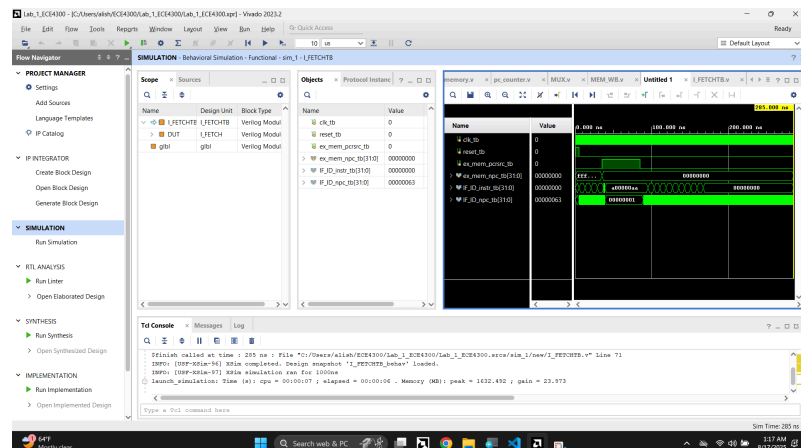 Lab_1_ECE4300 - [C:/Users/alish/ECE4300/Lab_1_ECE4300/Lab_1_ECE4300.xpr] - Vivado 2023.2
File Edit Flow Tools Reports Window Layout View Run Help Quick Access
Ready
10 us
Default Layout
Flow Navigator
SIMULATION - Behavioral Simulation - Functional - sim_1 - I_FETCHTB
PROJECT MANAGER
Settings
Add Sources
Language Templates
IP Catalog
IP INTEGRATOR
Create Block Design
Open Block Design
Generate Block Design
SIMULATION
Run Simulation
RTL ANALYSIS
Run Linter
Open Elaborated Design
SYNTHESIS
Run Synthesis
Open Synthesized Design
IMPLEMENTATION
Run Implementation
Open Implemented Design
Scope Sources
Name Design Unit Block Type
I_FETCHTB I_FETCHTB Verilog Modul
DUT I_FETCH Verilog Modul
glbl glbl Verilog Modul
Objects Protocol Instanc
Name Value
clk_tb 0
reset_tb 0
ex_mem_pcsrc_tb 0
ex_mem_npc_tb[31:0] 00000000
IF_ID_instr_tb[31:0] 00000000
IF_ID_npc_tb[31:0] 00000063
memory.v pc_counter.v MUX.v MEM_WB.v Untitled 1 I_FETCHTB.v
285.000 ns
Name Value 0.000 ns 100.000 ns 200.000 ns
clk_tb 0
reset_tb 0
ex_mem_pcsrc_tb 0
ex_mem_npc_tb[31:0] 00000000 fff... 00000000
IF_ID_instr_tb[31:0] 00000000 a00000aa 00000000
IF_ID_npc_tb[31:0] 00000063 00000001
Tcl Console Messages Log
$finish called at time : 285 ns : File "C:/Users/alish/ECE4300/Lab_1_ECE4300/Lab_1_ECE4300.srcs/sim_1/new/I_FETCHTB.v" Line 71
INFO: [USF-XSim-96] XSim completed. Design snapshot 'I_FETCHTB_behav' loaded.
INFO: [USF-XSim-97] XSim simulation ran for 1000ns
launch_simulation: Time (s): cpu = 00:00:07 ; elapsed = 00:00:06 . Memory (MB): peak = 1632.492 ; gain = 23.973
Type a Tcl command here
Sim Time: 285 ns
64°F
Mostly clear
Search web & PC
1:17 AM
8/17/2025